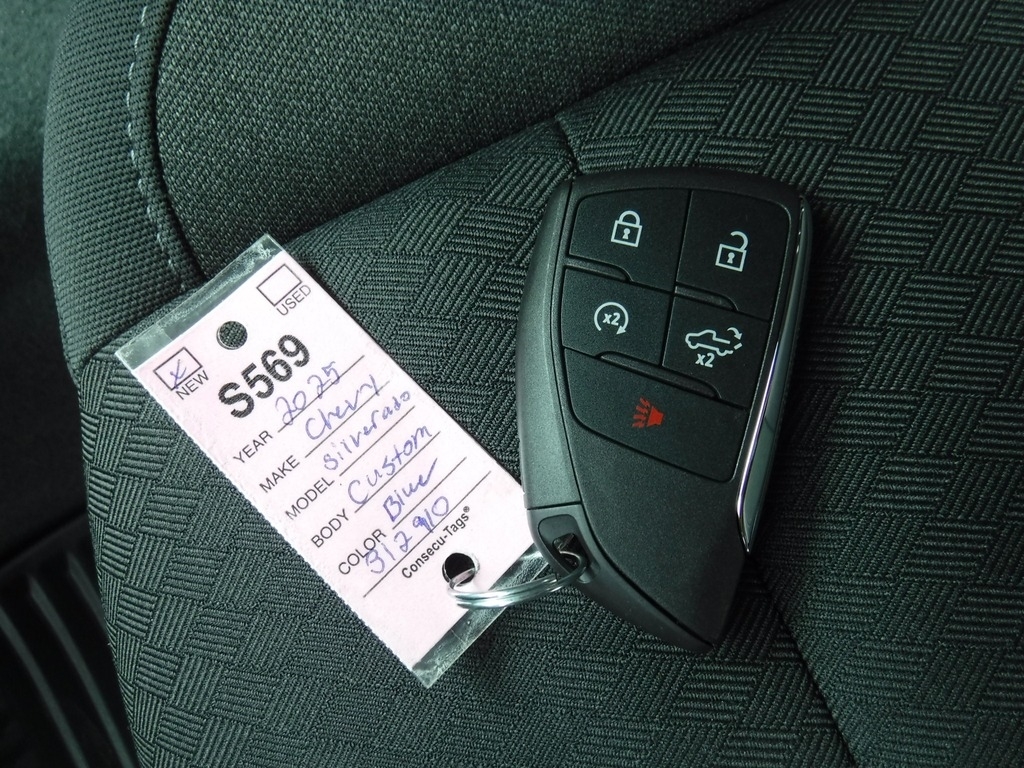 USED
X NEW
S569
YEAR 2025
MAKE Chevy
MODEL Silverado
BODY Custom
COLOR Blue
312910
Consecu-Tags®
x2
x2